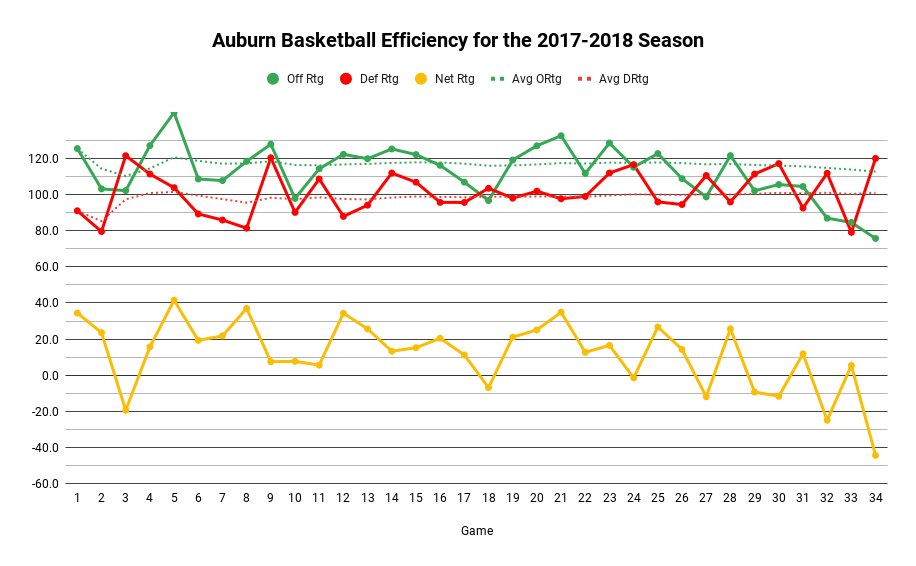 Auburn Basketball Efficiency for the 2017-2018 Season
Off Rtg Def Rtg Net Rtg Avg ORtg Avg DRtg
120.0
100.0
80.0
60.0
40.0
20.0
0.0
-20.0
-40.0
-60.0
1 2 3 4 5 6 7 8 9 10 11 12 13 14 15 16 17 18 19 20 21 22 23 24 25 26 27 28 29 30 31 32 33 34
Game